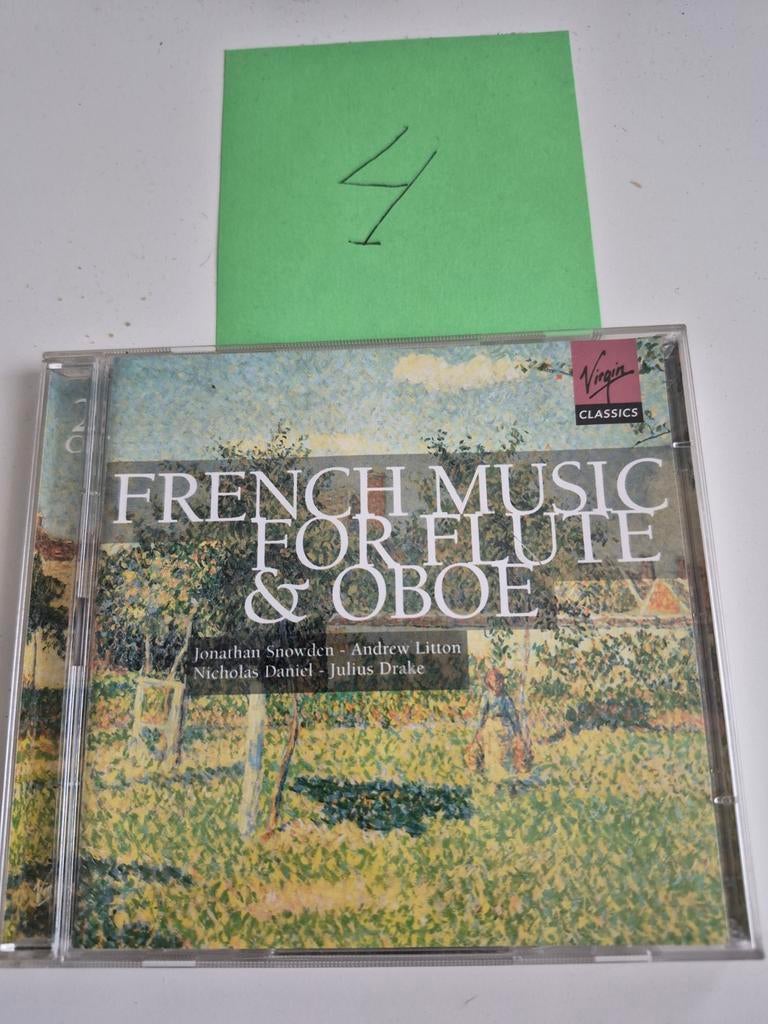 4
Virgin
CLASSICS
FRENCH MUSIC
FOR FLUTE
& OBOE
Jonathan Snowden - Andrew Litton
Nicholas Daniel - Julius Drake